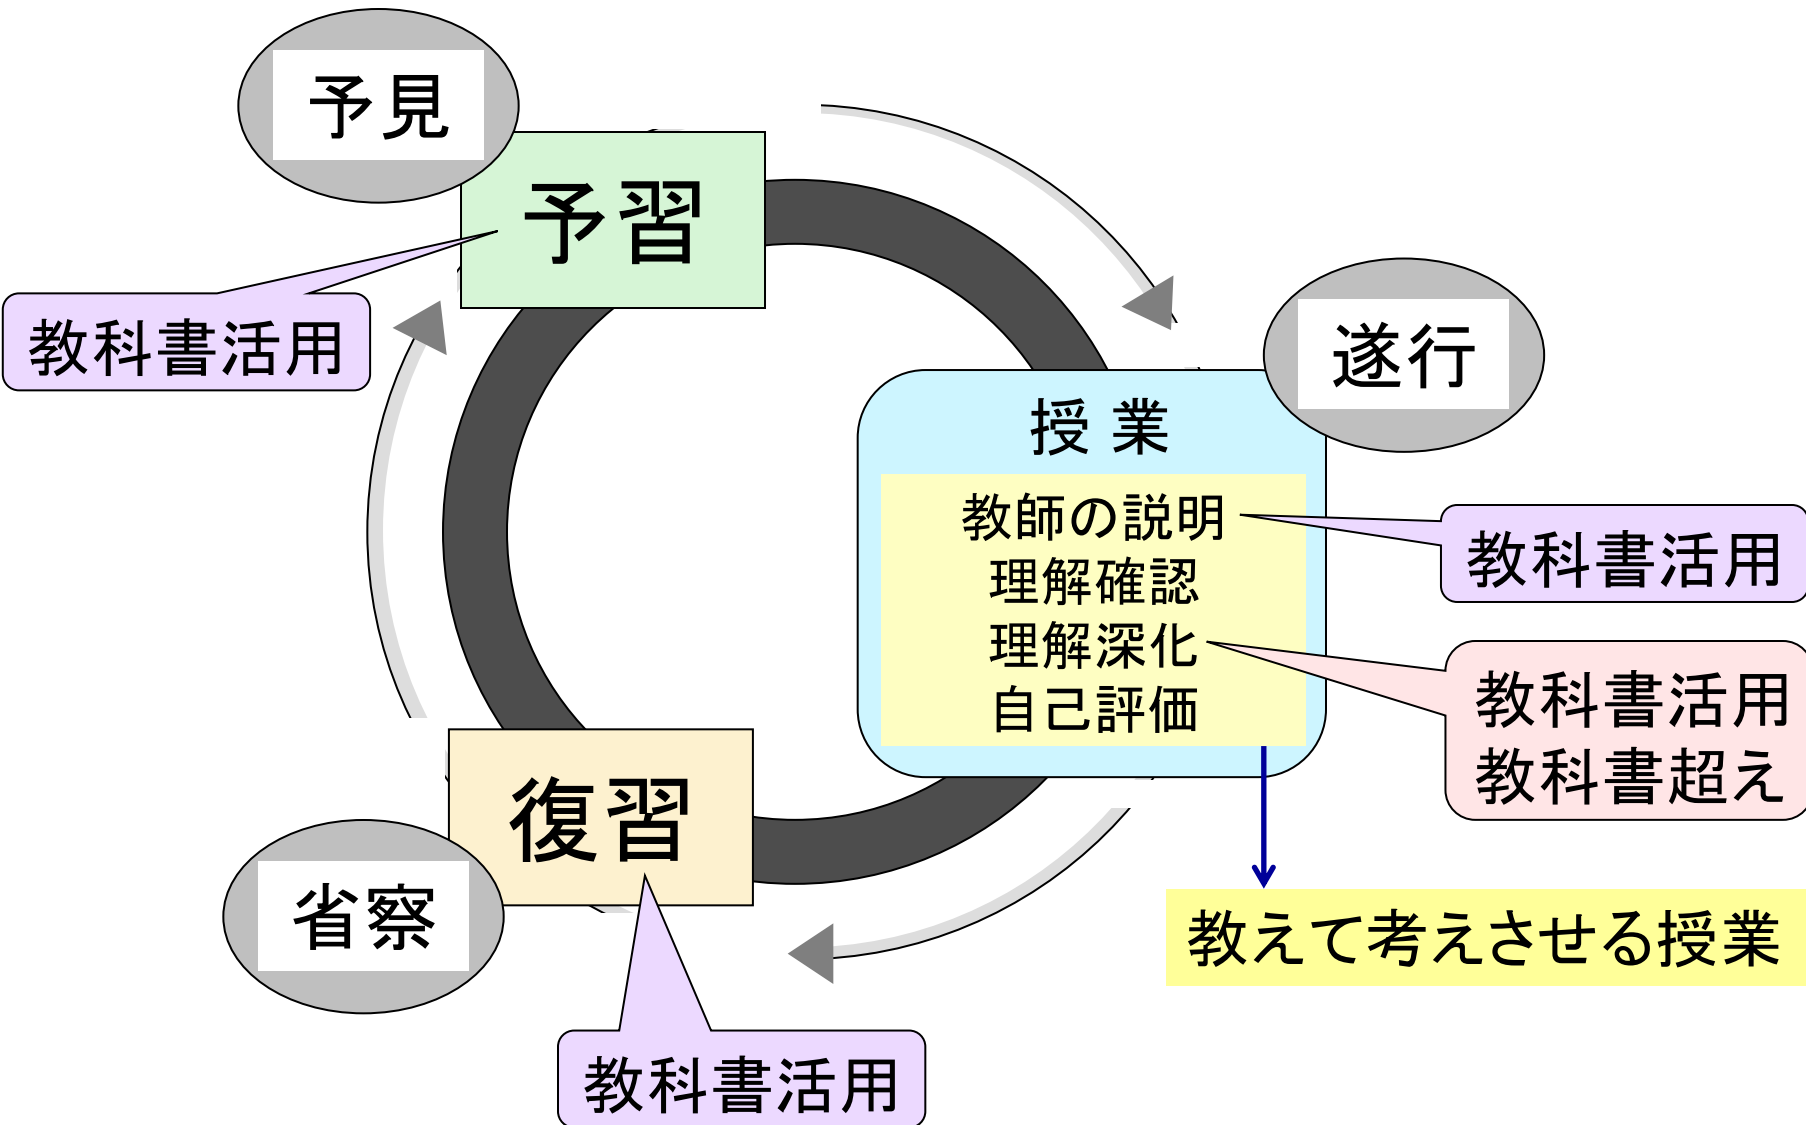 予見
予習
教科書活用
遂行
授 業
教師の説明
理解確認
理解深化
自己評価
教科書活用
教科書活用
教科書超え
復習
省察
教えて考えさせる授業
教科書活用